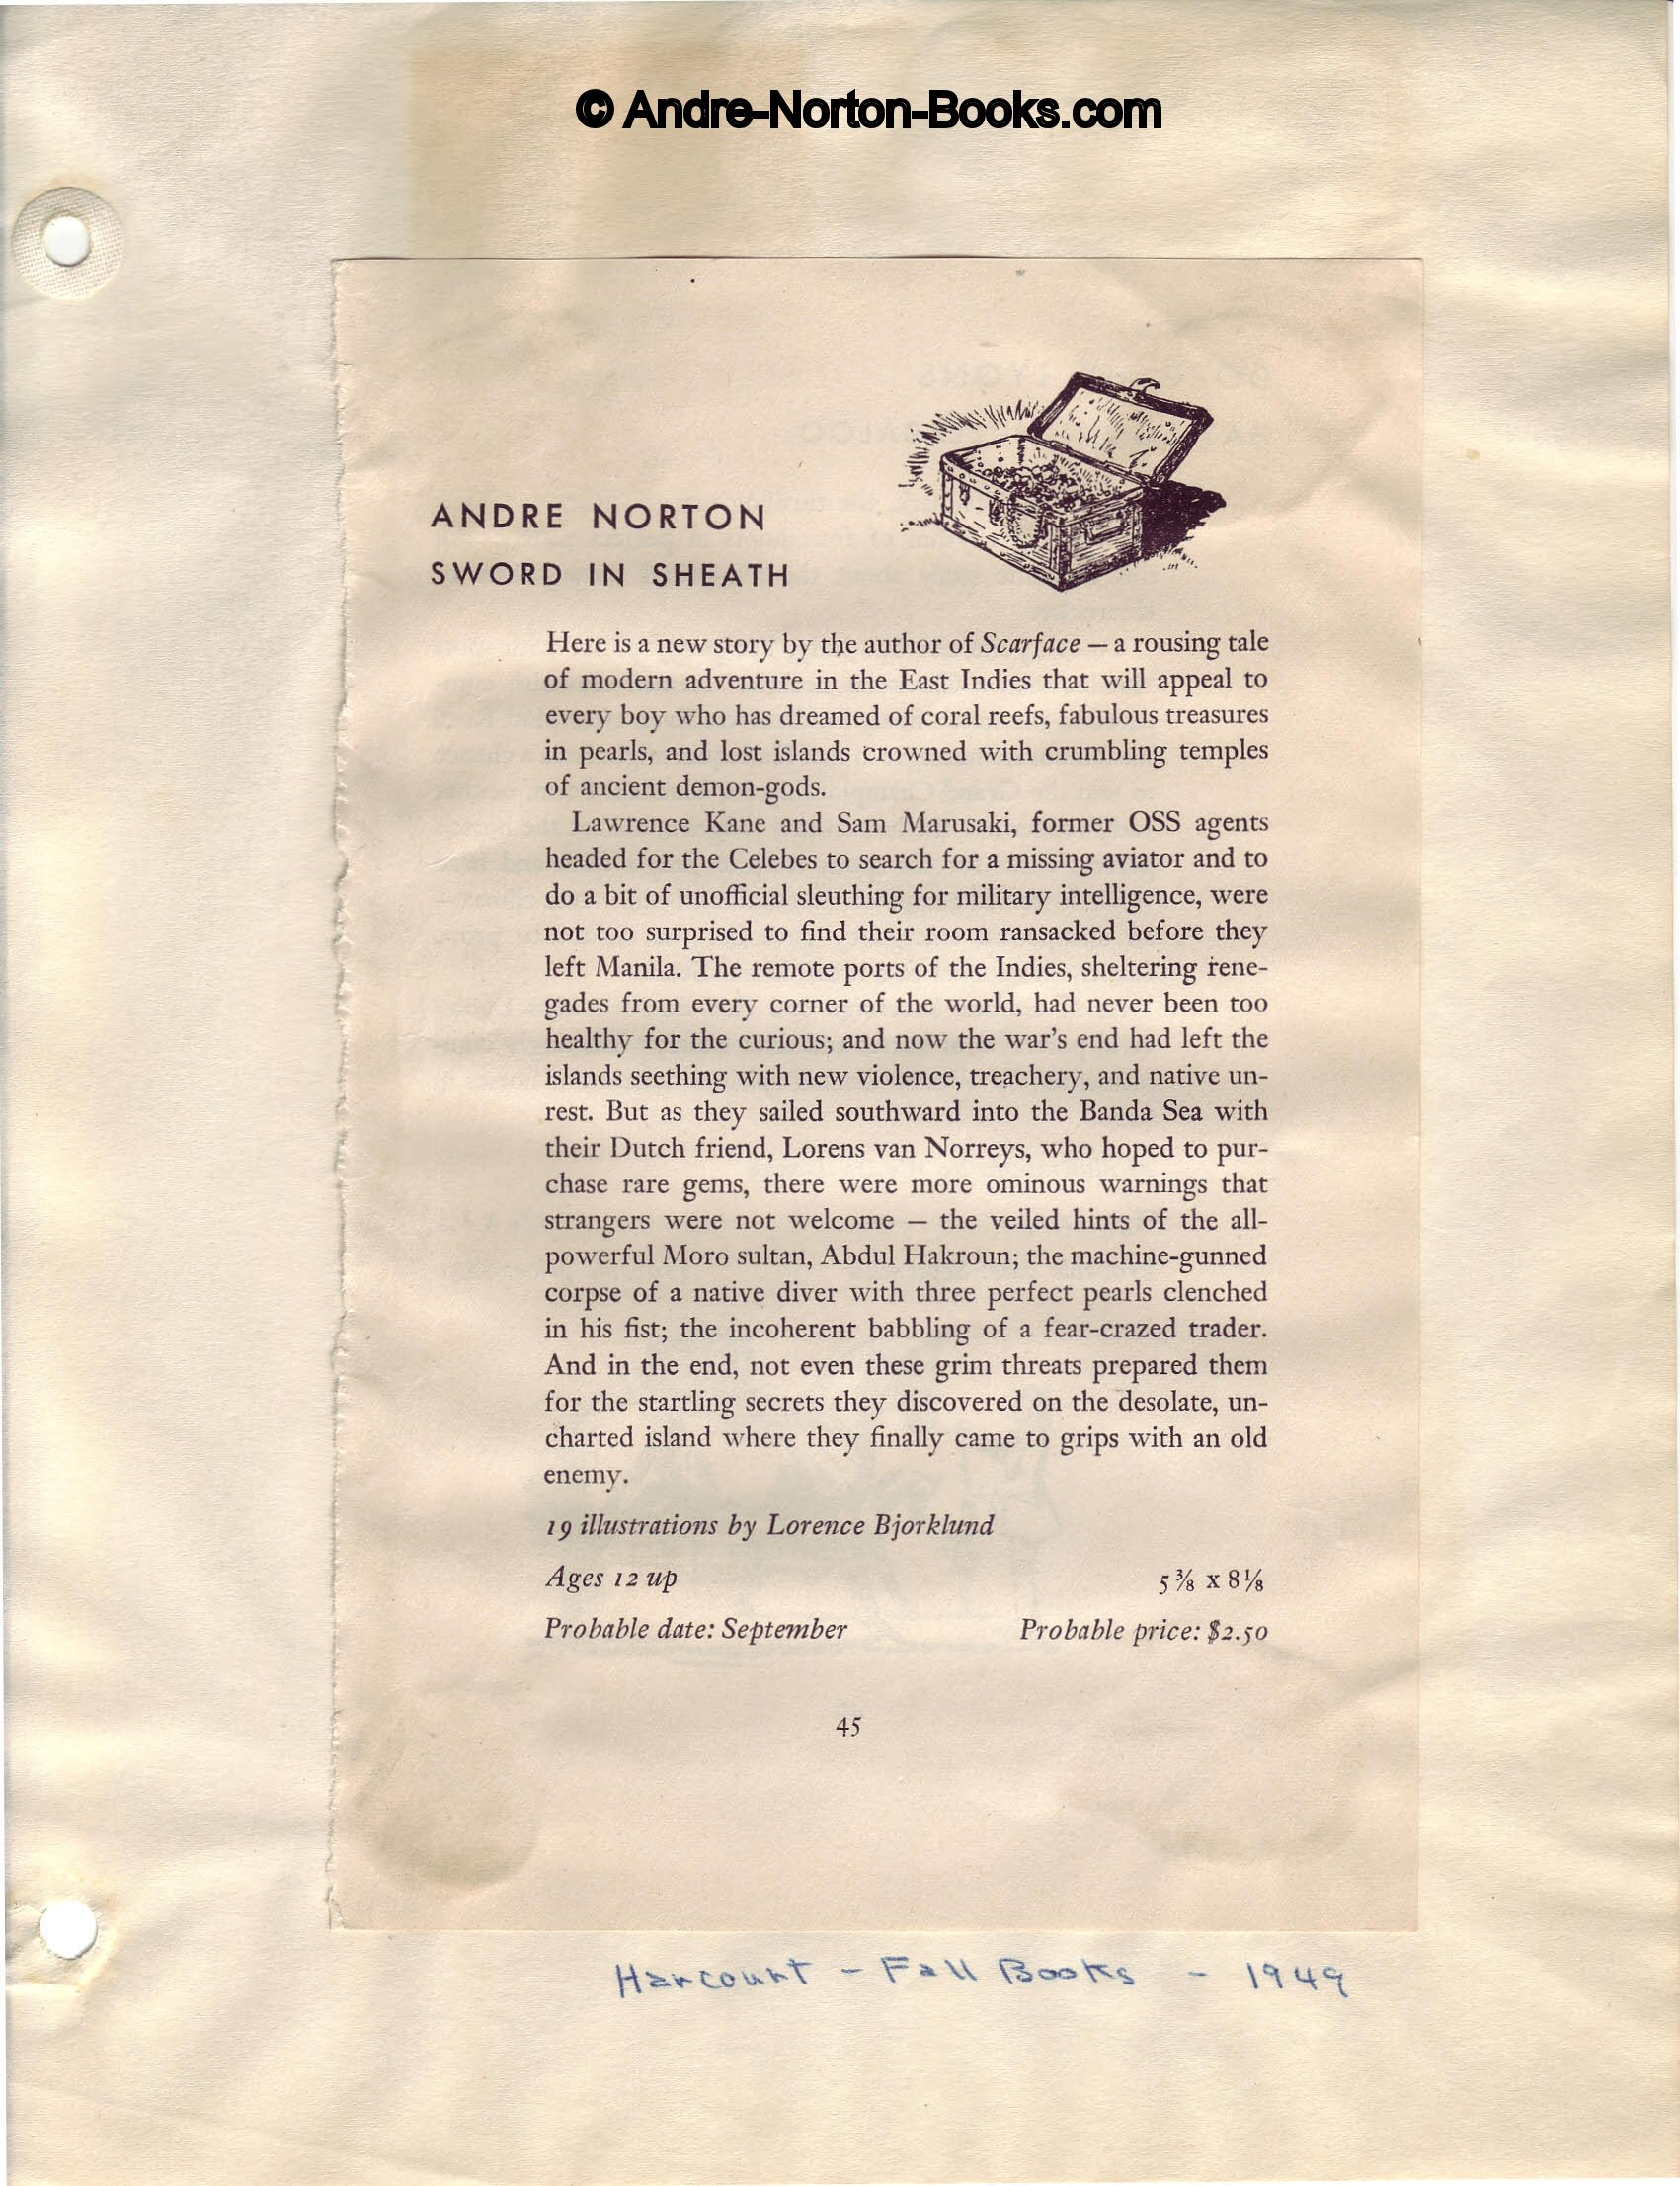 © Andre-Norton-Books.com
ANDRE NORTON
SWORD IN SHEATH
Here is a new story by the author of Scarface — a rousing tale
of modern adventure in the East Indies that will appeal to
every boy who has dreamed of coral reefs, fabulous treasures
in pearls, and lost islands crowned with crumbling temples
of ancient demon-gods.
Lawrence Kane and Sam Marusaki, former OSS agents
headed for the Celebes to search for a missing aviator and to
do a bit of unofficial sleuthing for military intelligence, were
not too surprised to find their room ransacked before they
left Manila. The remote ports of the Indies, sheltering rene-
gades from every corner of the world, had never been too
healthy for the curious; and now the war's end had left the
islands seething with new violence, treachery, and native un-
rest. But as they sailed southward into the Banda Sea with
their Dutch friend, Lorens van Norreys, who hoped to pur-
chase rare gems, there were more ominous warnings that
strangers were not welcome — the veiled hints of the all-
powerful Moro sultan, Abdul Hakroun; the machine-gunned
corpse of a native diver with three perfect pearls clenched
in his fist; the incoherent babbling of a fear-crazed trader.
And in the end, not even these grim threats prepared them
for the startling secrets they discovered on the desolate, un-
charted island where they finally came to grips with an old
enemy.
19 illustrations by Lorence Bjorklund
Ages 12 up 5⅜ x 8⅛
Probable date: September Probable price: $2.50
45
Harcourt - Fall Books - 1949